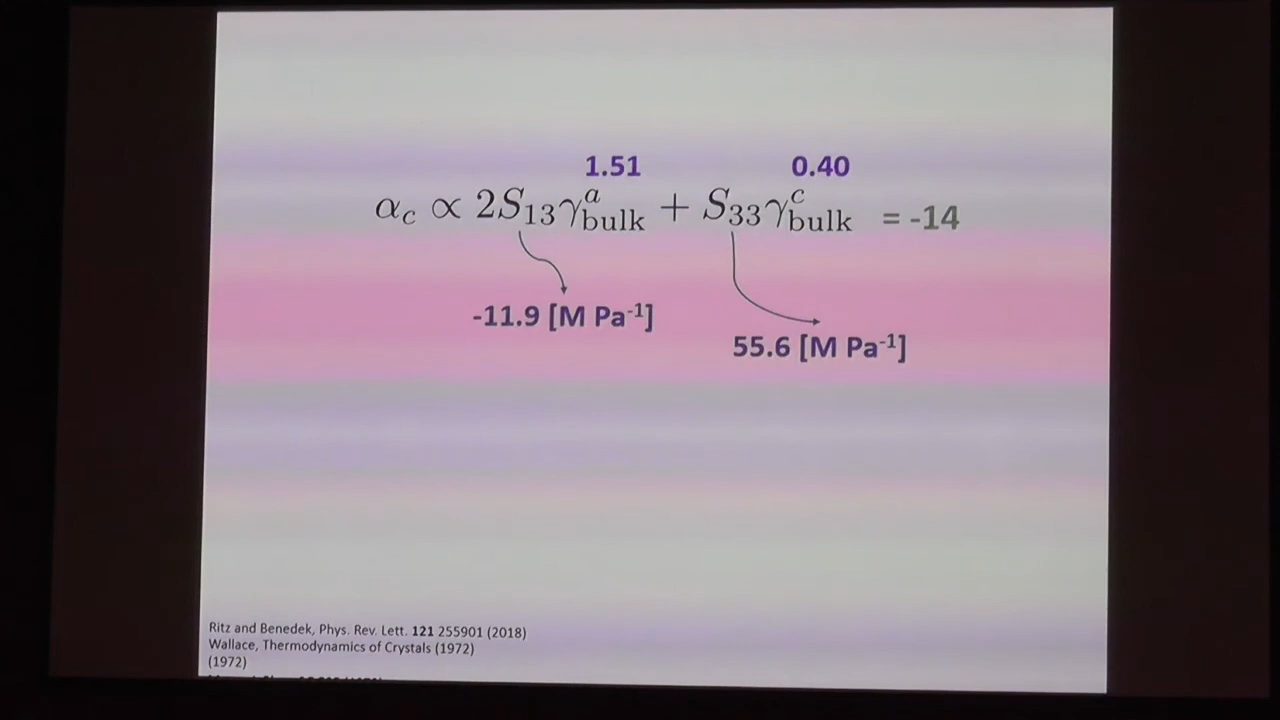 1.51 0.40
α_c ∝ 2S_13 γ^a_bulk + S_33 γ^c_bulk = -14
-11.9 [M Pa⁻¹]
55.6 [M Pa⁻¹]
Ritz and Benedek, Phys. Rev. Lett. 121 255901 (2018)
Wallace, Thermodynamics of Crystals (1972)
(1972)